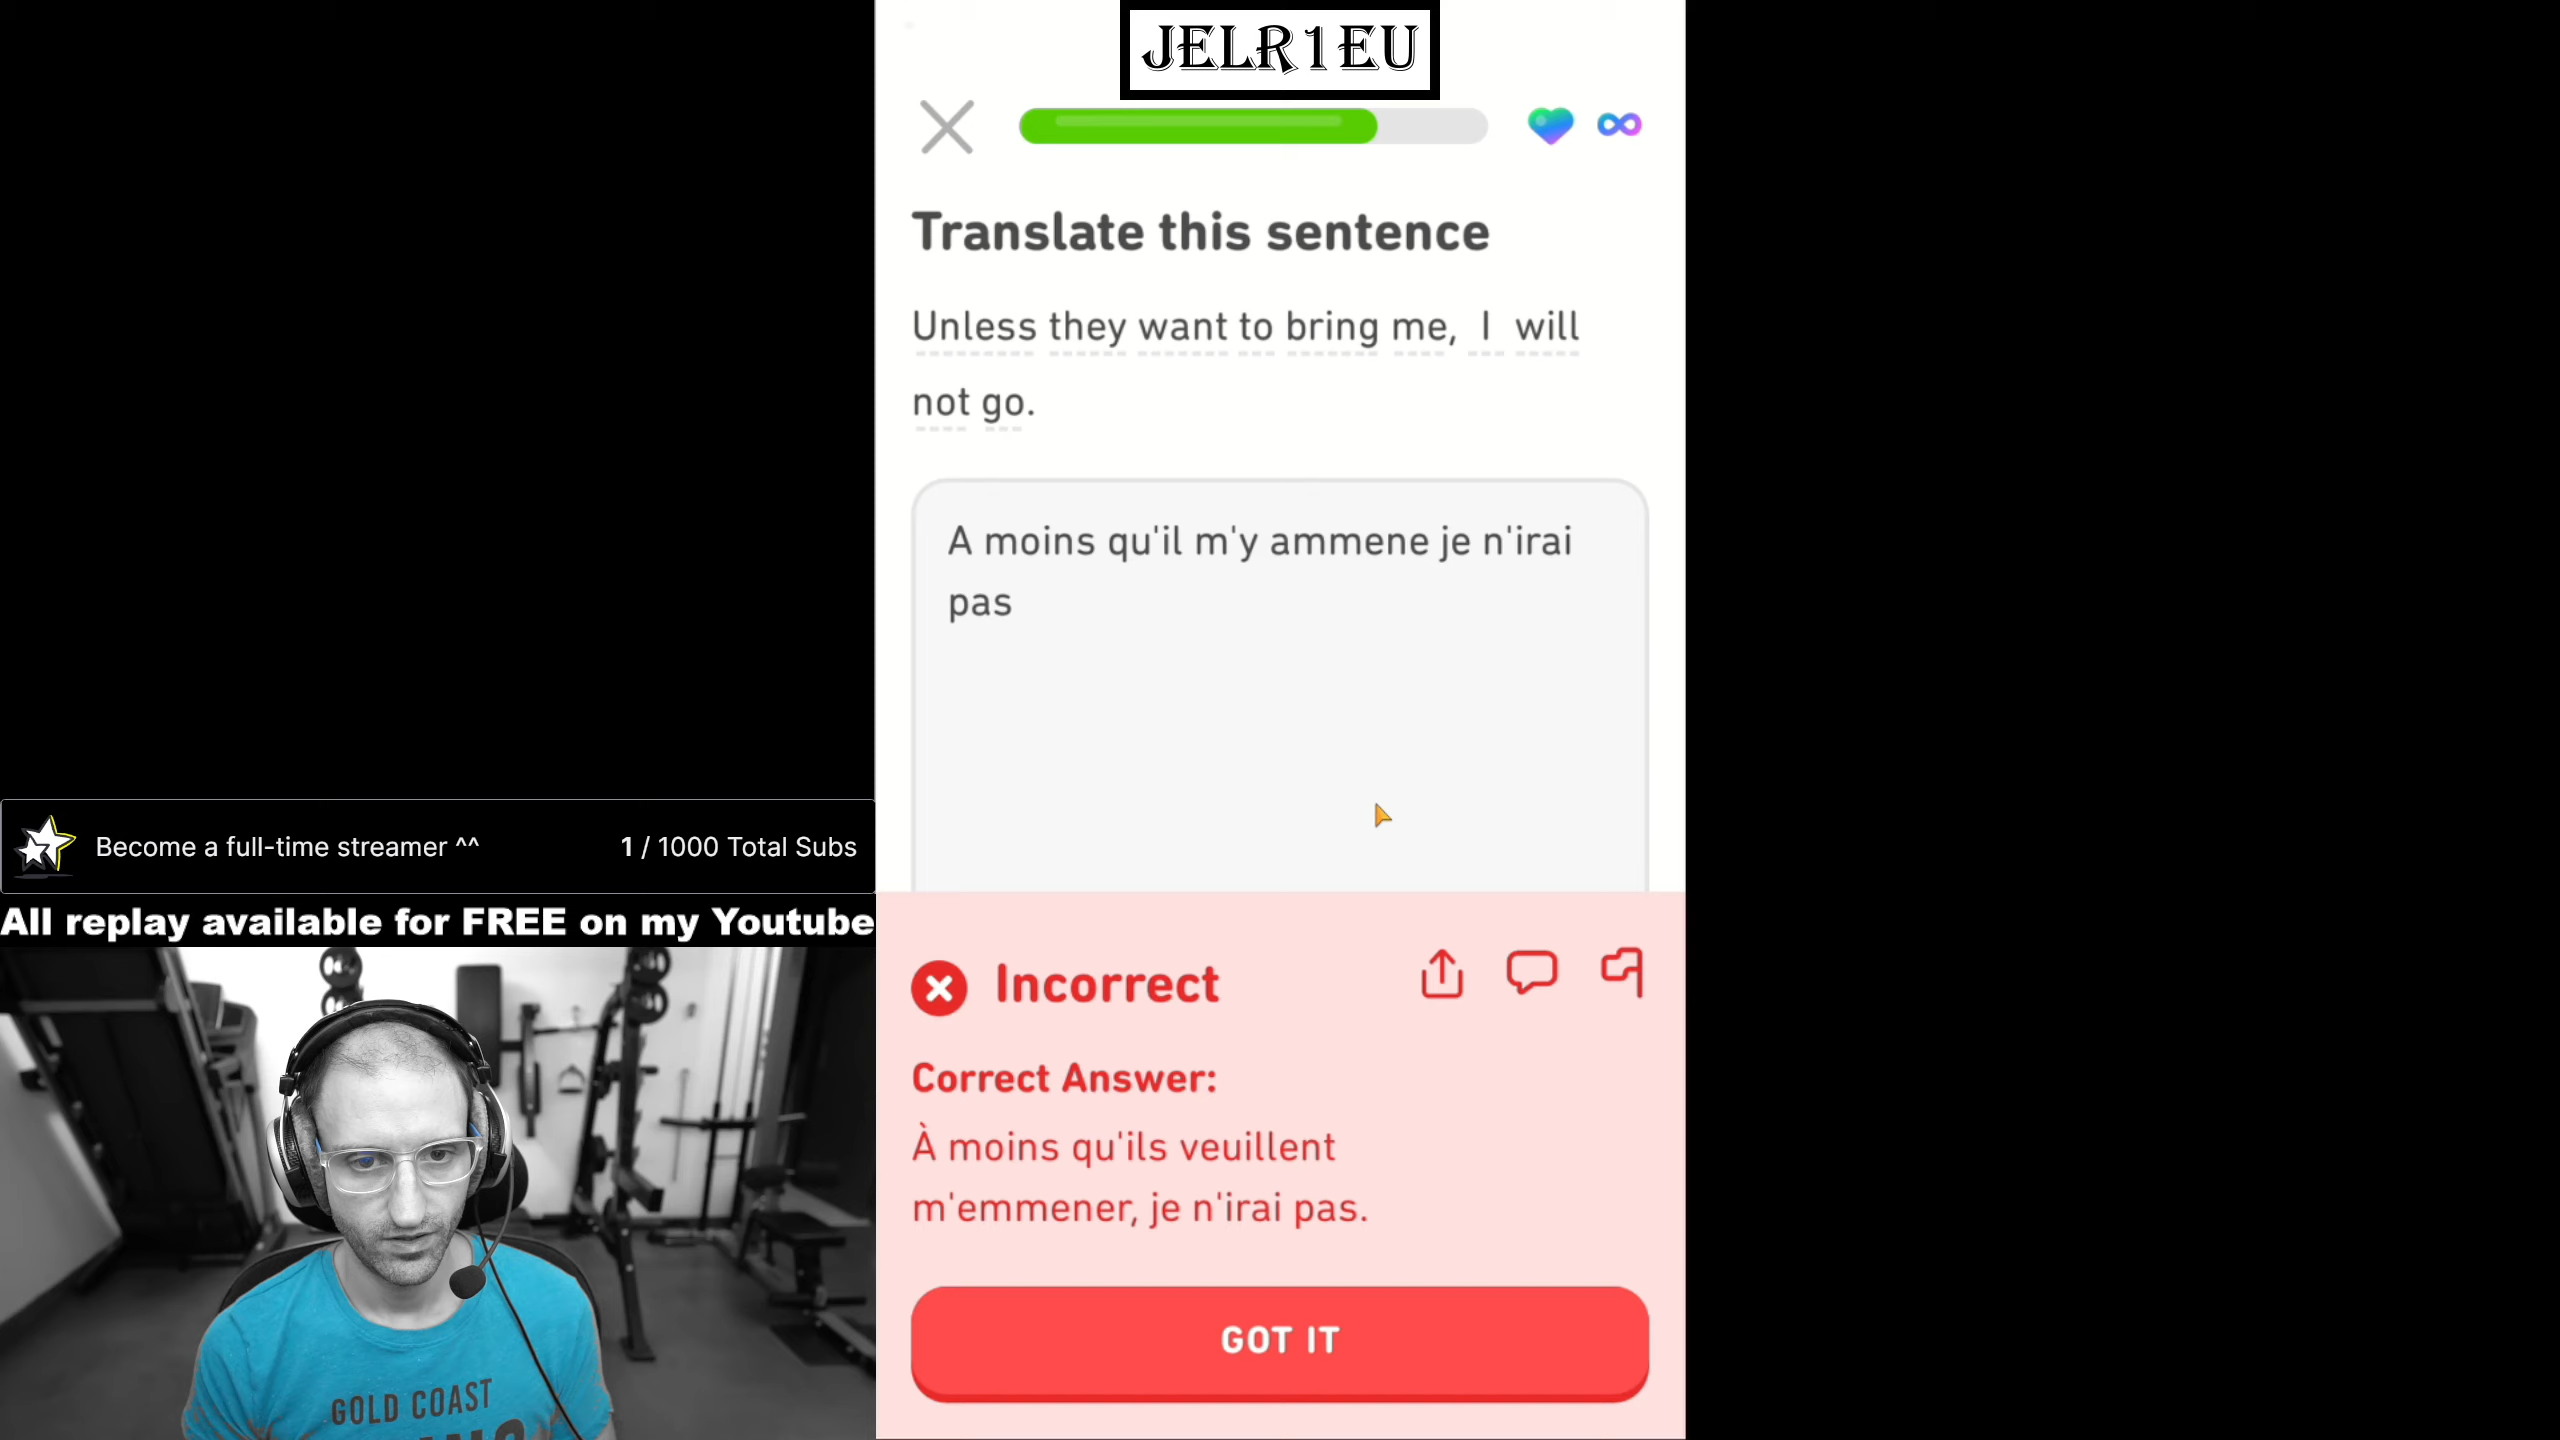 JELR1EU
Translate this sentence
Unless they want to bring me, I will
not go.
A moins qu'il m'y ammene je n'irai
pas
Become a full-time streamer ^^ 1 / 1000 Total Subs
All replay available for FREE on my Youtube
Incorrect
Correct Answer:
À moins qu'ils veuillent
m'emmener, je n'irai pas.
GOT IT
GOLD COAST